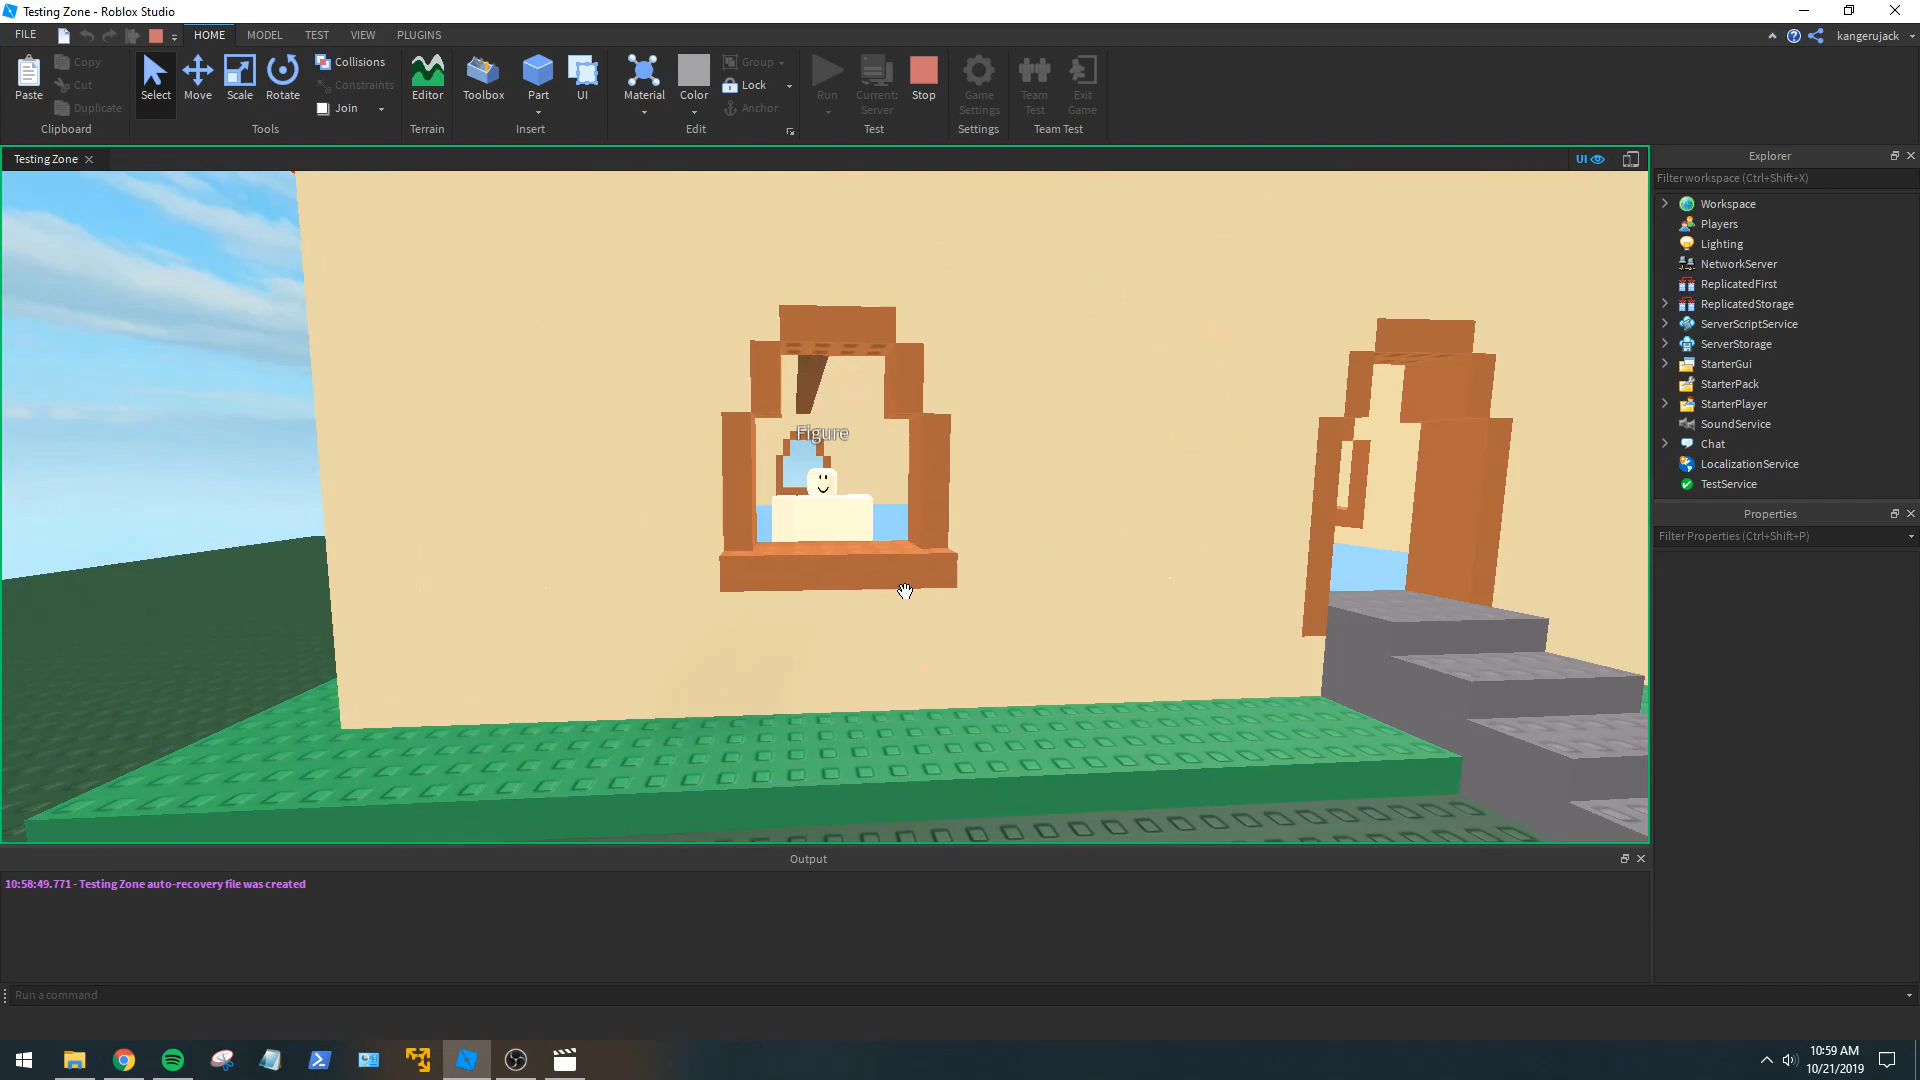 Testing Zone - Roblox Studio
FILE
HOME
MODEL
TEST
VIEW
PLUGINS
kangerujack
Paste
Copy
Cut
Duplicate
Clipboard
Select
Move
Scale
Rotate
Collisions
Constraints
Join
Tools
Editor
Terrain
Toolbox
Part
UI
Insert
Material
Color
Group
Lock
Anchor
Edit
Run
Current:
Server
Stop
Test
Game
Settings
Settings
Team
Test
Exit
Game
Team Test
Testing Zone
UI
Figure
Explorer
Filter workspace (Ctrl+Shift+X)
Workspace
Players
Lighting
NetworkServer
ReplicatedFirst
ReplicatedStorage
ServerScriptService
ServerStorage
StarterGui
StarterPack
StarterPlayer
SoundService
Chat
LocalizationService
TestService
Properties
Filter Properties (Ctrl+Shift+P)
Output
10:58:49.771 - Testing Zone auto-recovery file was created
Run a command
10:59 AM
10/21/2019